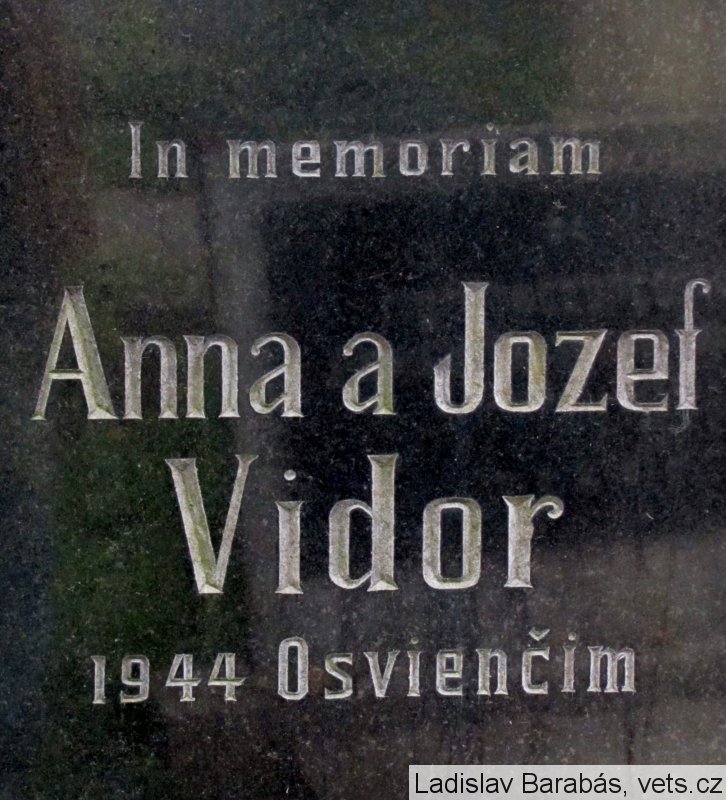 In memoriam
Anna a Jozef
Vidor
1944 Osvienčim
Ladislav Barabás, vets.cz